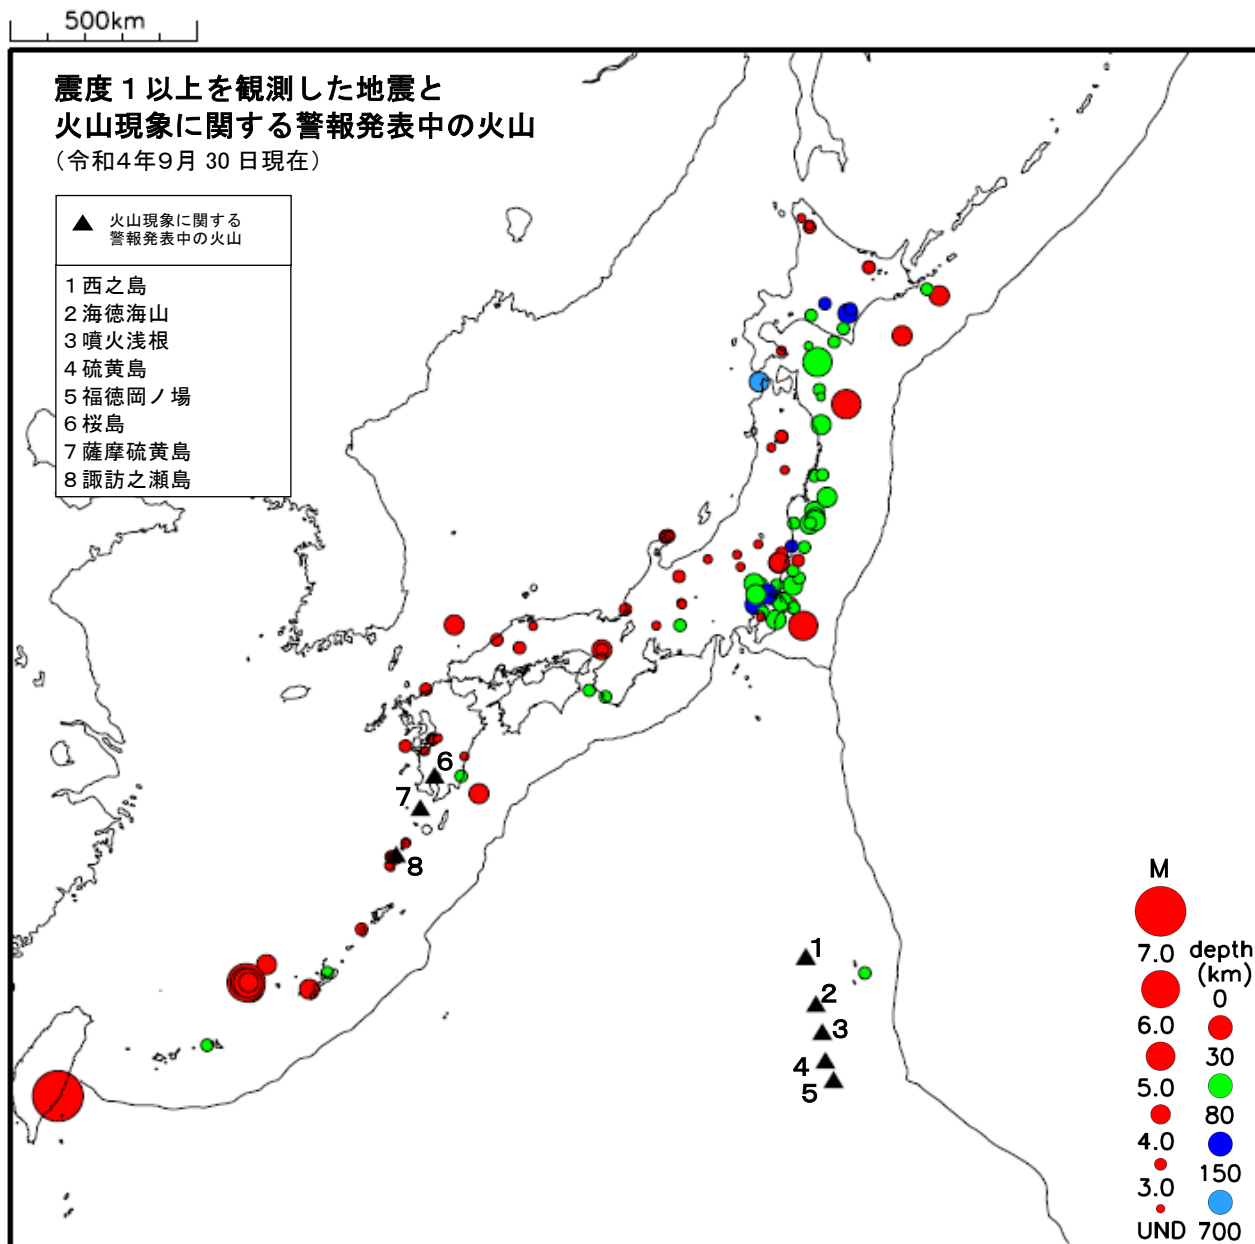 500km
震度１以上を観測した地震と
火山現象に関する警報発表中の火山
（令和4年9月 30 日現在）
火山現象に関する
警報発表中の火山
1 西之島
2 海徳海山
3 噴火浅根
4 硫黄島
5 福徳岡ノ場
6 桜島
7 薩摩硫黄島
8 諏訪之瀬島
6
7
8
1
2
3
4
5
M
7.0
6.0
5.0
4.0
3.0
UND
depth
(km)
0
30
80
150
700